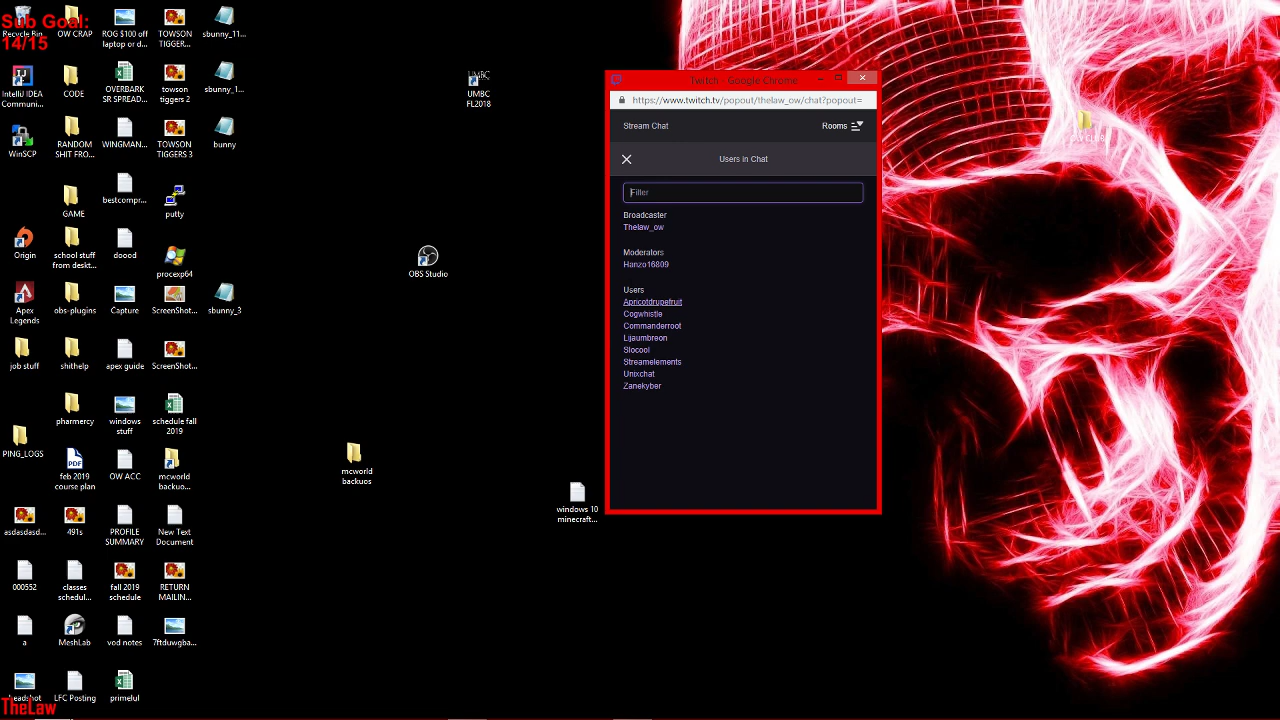 Sub Goal:
14/15
Recycle Bin
OW CRAP
ROG $100 off
laptop or d...
TOWSON
TIGGER...
sbunny_11...
IntelliJ IDEA
Communi...
CODE
OVERBARK
SR SPREAD...
towson
tiggers 2
sbunny_1...
UMBC
UMBC
FL2018
WinSCP
RANDOM
SHIT FRO...
WINGMAN...
TOWSON
TIGGERS 3
bunny
GAME
bestcompr...
putty
Origin
school stuff
from deskt...
doood
procexp64
OBS Studio
Apex
Legends
obs-plugins
Capture
ScreenShot...
sbunny_3
job stuff
shithelp
apex guide
ScreenShot...
pharmercy
windows
stuff
schedule fall
2019
PING_LOGS
PDF
feb 2019
course plan
OW ACC
mcworld
backuo...
mcworld
backuos
windows 10
minecraft...
asdasdasd...
491s
PROFILE
SUMMARY
New Text
Document
000552
classes
schedul...
fall 2019
schedule
RETURN
MAILIN...
a
MeshLab
vod notes
7ftduwgba...
headshot
LFC Posting
primelul
TheLaw
Twitch - Google Chrome
https://www.twitch.tv/popout/thelaw_ow/chat?popout=
Stream Chat
Rooms
Users in Chat
Filter
Broadcaster
Thelaw_ow
Moderators
Hanzo16809
Users
Apricotdrupefruit
Cogwhistle
Commanderroot
Lijaumbreon
Slocool
Streamelements
Unixchat
Zanekyber